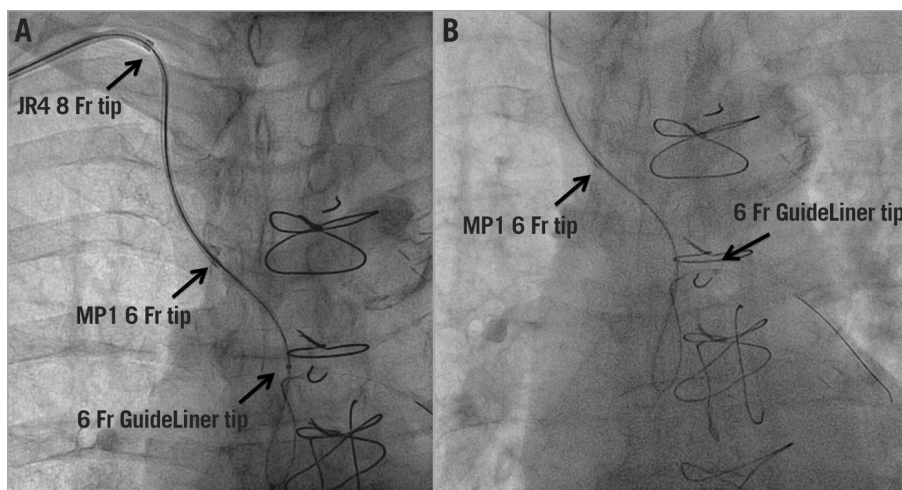 A
JR4 8 Fr tip
MP1 6 Fr tip
6 Fr GuideLiner tip
B
MP1 6 Fr tip
6 Fr GuideLiner tip